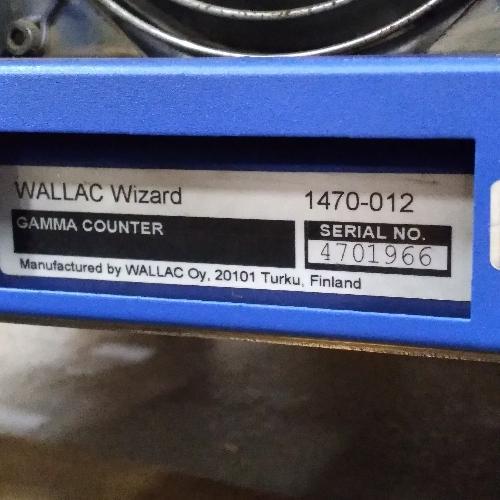 WALLAC Wizard 1470-012
GAMMA COUNTER SERIAL NO.
4701966
Manufactured by WALLAC Oy, 20101 Turku, Finland